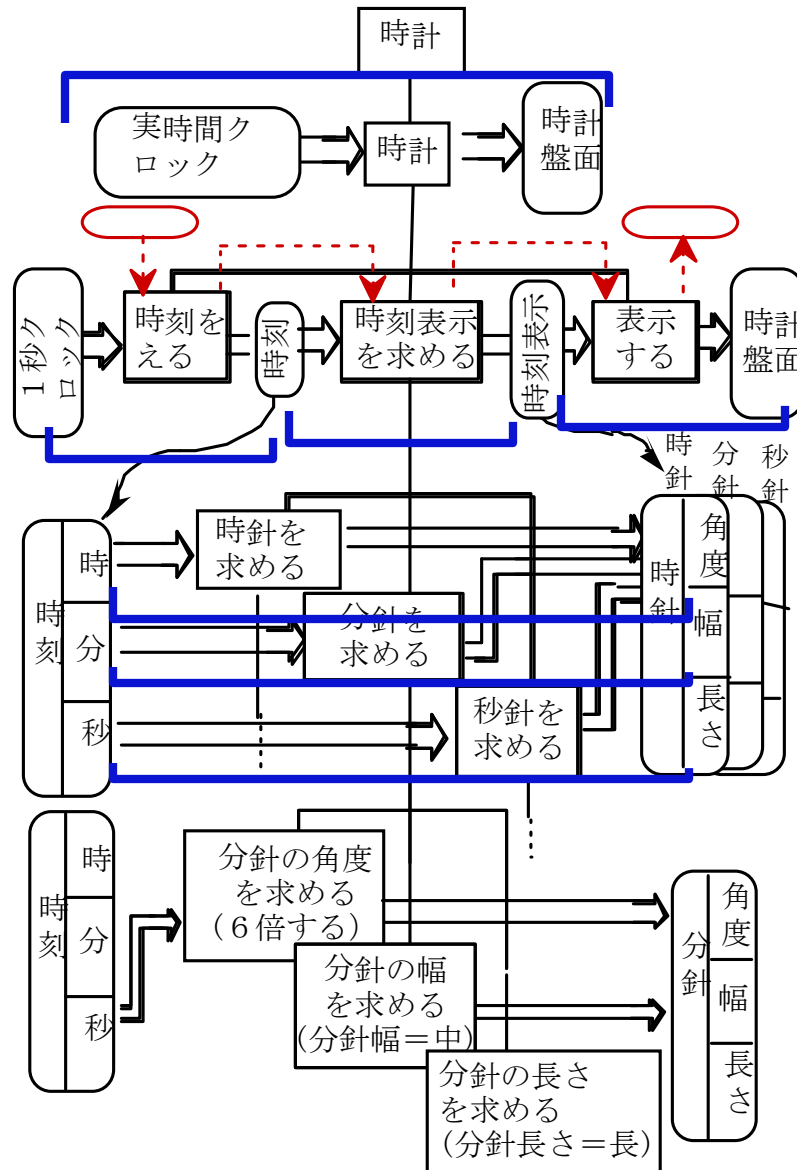 時計
実時間ク
ロック
時計
時計
盤面
１秒ク
ロック
時刻を
える
時刻
時刻表示
を求める
時刻表示
表示
する
時計
盤面
時針
分針
秒針
時刻
時
分
秒
時針を
求める
分針を
求める
秒針を
求める
時針
角度
幅
長さ
時刻
時
分
秒
分針の角度
を求める
（６倍する）
分針の幅
を求める
(分針幅＝中)
分針の長さ
を求める
(分針長さ＝長)
分針
角度
幅
長さ